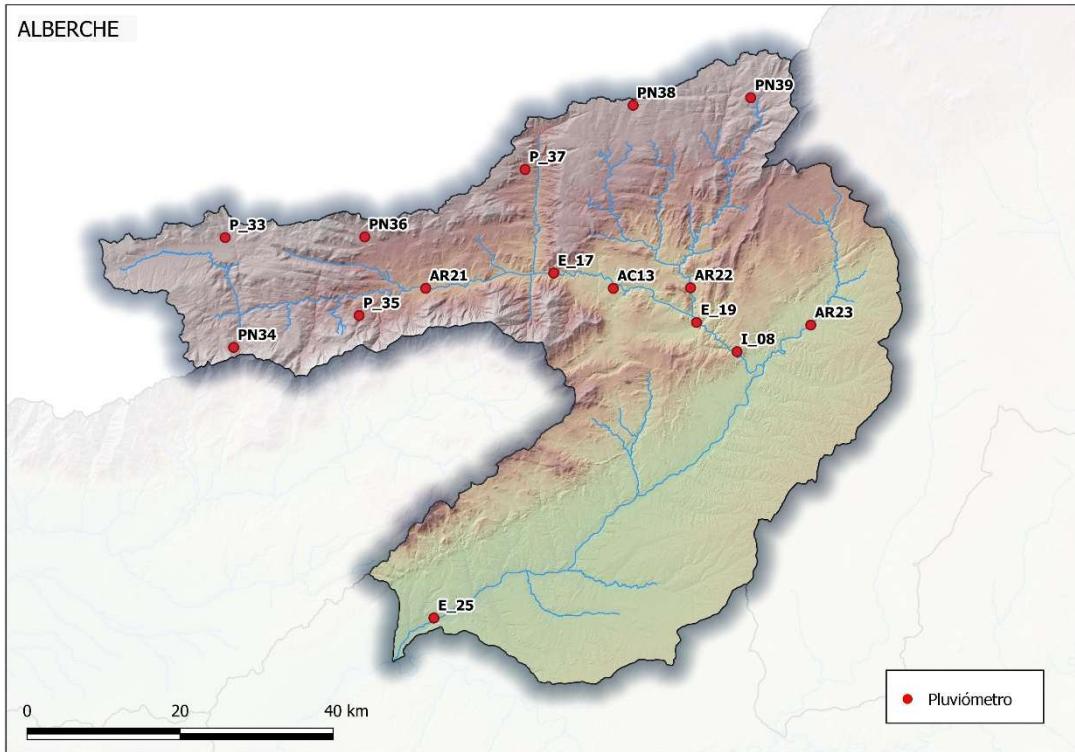 ALBERCHE
PN39
PN38
P_37
P_33
PN36
E_17
AR21
AC13
AR22
P_35
E_19
AR23
PN34
I_08
E_25
0 20 40 km
Pluviómetro